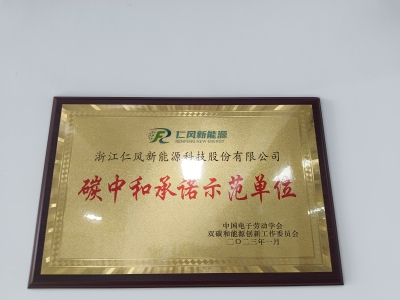 仁风新能源
RENFENG NEW ENERGY
浙江仁风新能源科技股份有限公司
碳中和承诺示范单位
中国电子劳动学会
双碳和能源创新工作委员会
二〇二三年一月